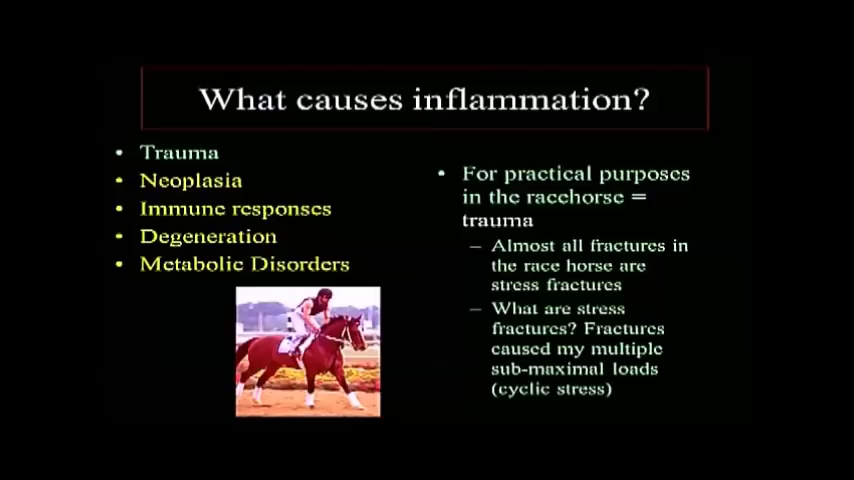 What causes inflammation?
• Trauma
• Neoplasia
• Immune responses
• Degeneration
• Metabolic Disorders
• For practical purposes
in the racehorse =
trauma
– Almost all fractures in
the race horse are
stress fractures
– What are stress
fractures? Fractures
caused my multiple
sub-maximal loads
(cyclic stress)